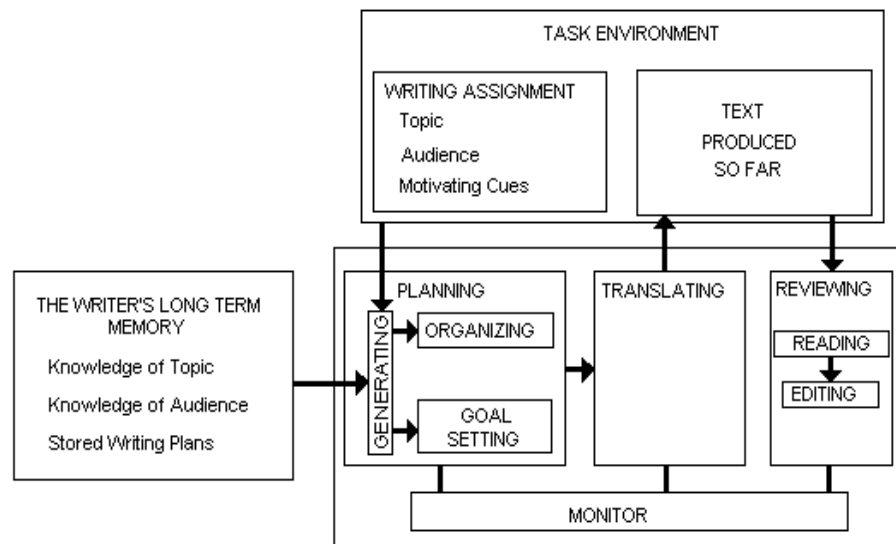 TASK ENVIRONMENT
WRITING ASSIGNMENT
Topic
Audience
Motivating Cues
TEXT
PRODUCED
SO FAR
THE WRITER'S LONG TERM
MEMORY
Knowledge of Topic
Knowledge of Audience
Stored Writing Plans
PLANNING
GENERATING
ORGANIZING
GOAL
SETTING
TRANSLATING
REVIEWING
READING
EDITING
MONITOR